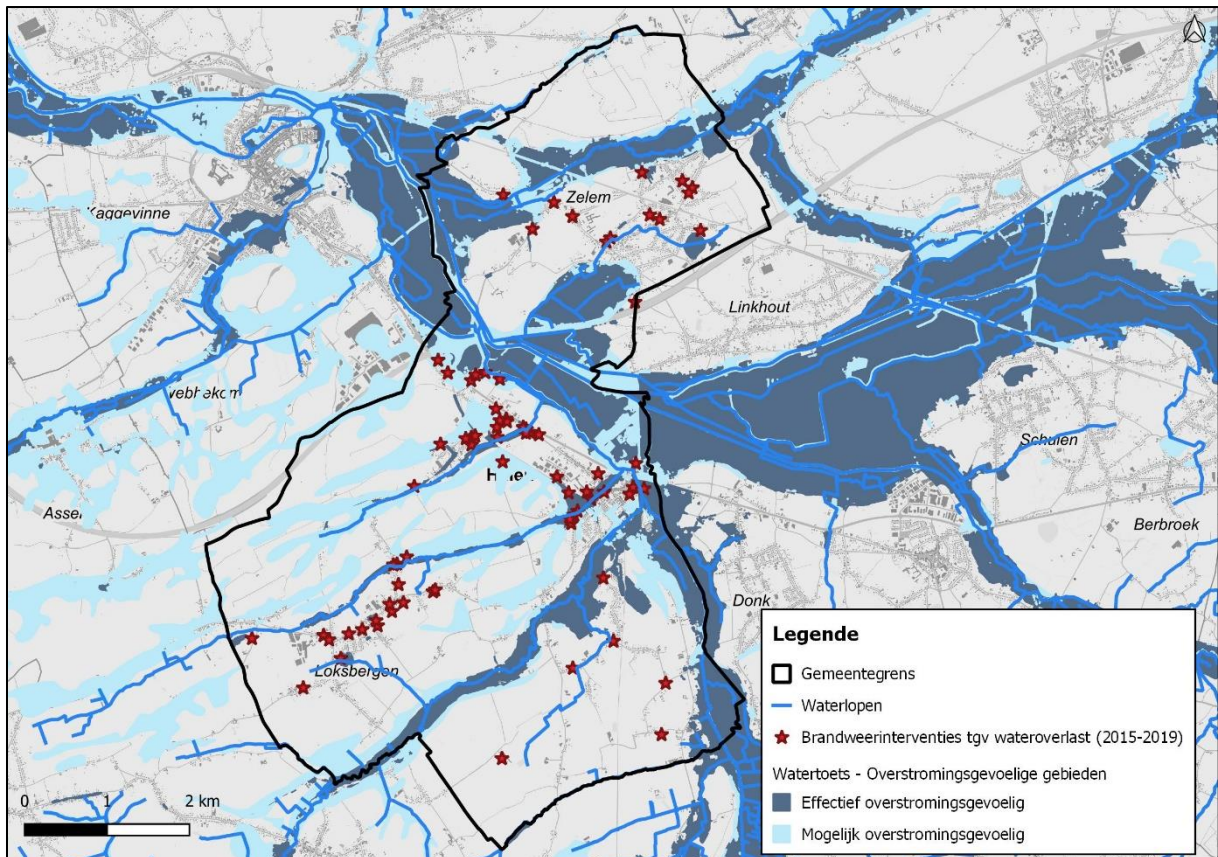 Zelem
Kaggevinne
Linkhout
Schulen
Berbroek
Donk
Loksbergen
0 1 2 km
Legende
Gemeentegrens
Waterlopen
Brandweerinterventies tgv wateroverlast (2015-2019)
Watertoets - Overstromingsgevoelige gebieden
Effectief overstromingsgevoelig
Mogelijk overstromingsgevoelig